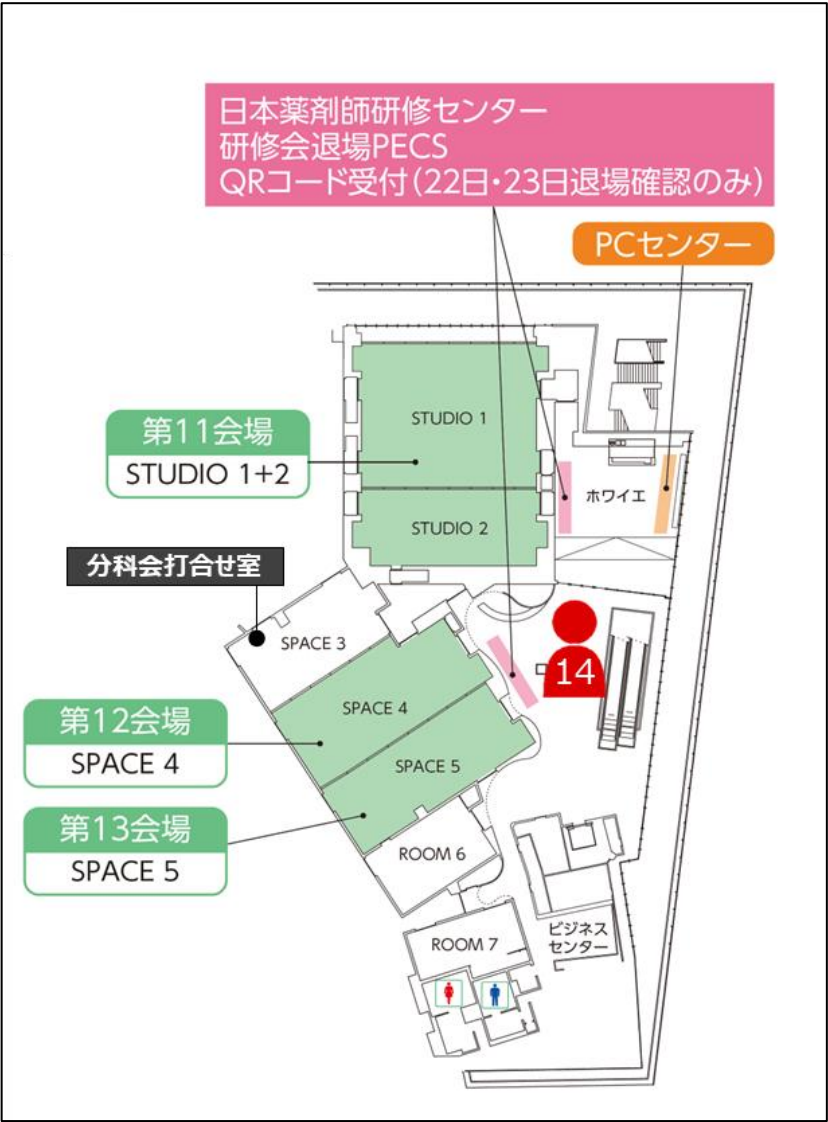 日本薬剤師研修センター
研修会退場PECS
QRコード受付(22日・23日退場確認のみ)
PCセンター
STUDIO 1
第11会場
STUDIO 1+2
ホワイエ
STUDIO 2
分科会打合せ室
SPACE 3
14
SPACE 4
第12会場
SPACE 4
SPACE 5
第13会場
SPACE 5
ROOM 6
ROOM 7
ビジネス
センター